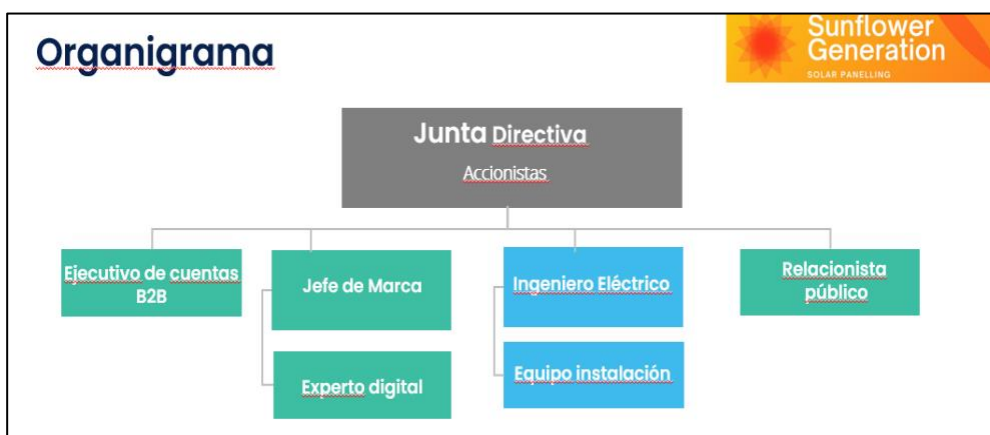 Organigrama
Sunflower
Generation
SOLAR PANELLING
Junta Directiva
Accionistas
Ejecutivo de cuentas
B2B
Jefe de Marca
Ingeniero Eléctrico
Relacionista
público
Experto digital
Equipo instalación